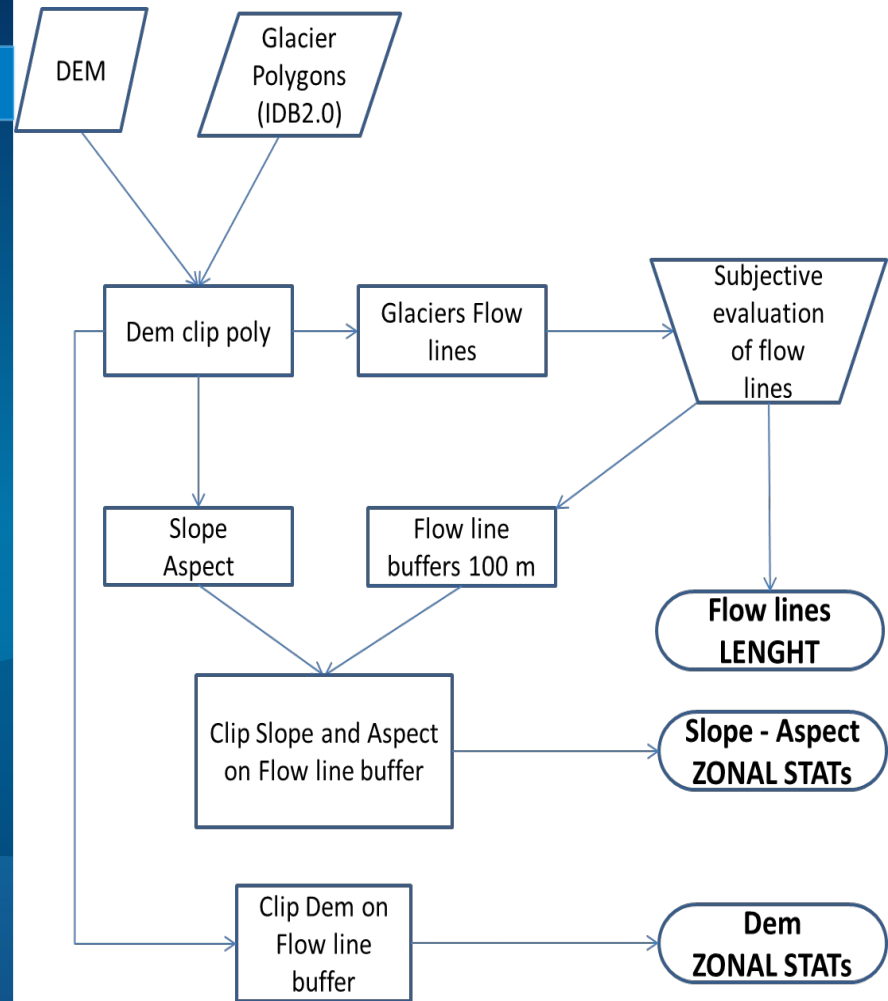 DEM
Glacier
Polygons
(IDB2.0)
Dem clip poly
Glaciers Flow
lines
Subjective
evaluation
of flow
lines
Slope
Aspect
Flow line
buffers 100 m
Flow lines
LENGHT
Clip Slope and Aspect
on Flow line buffer
Slope - Aspect
ZONAL STATs
Clip Dem on
Flow line
buffer
Dem
ZONAL STATs